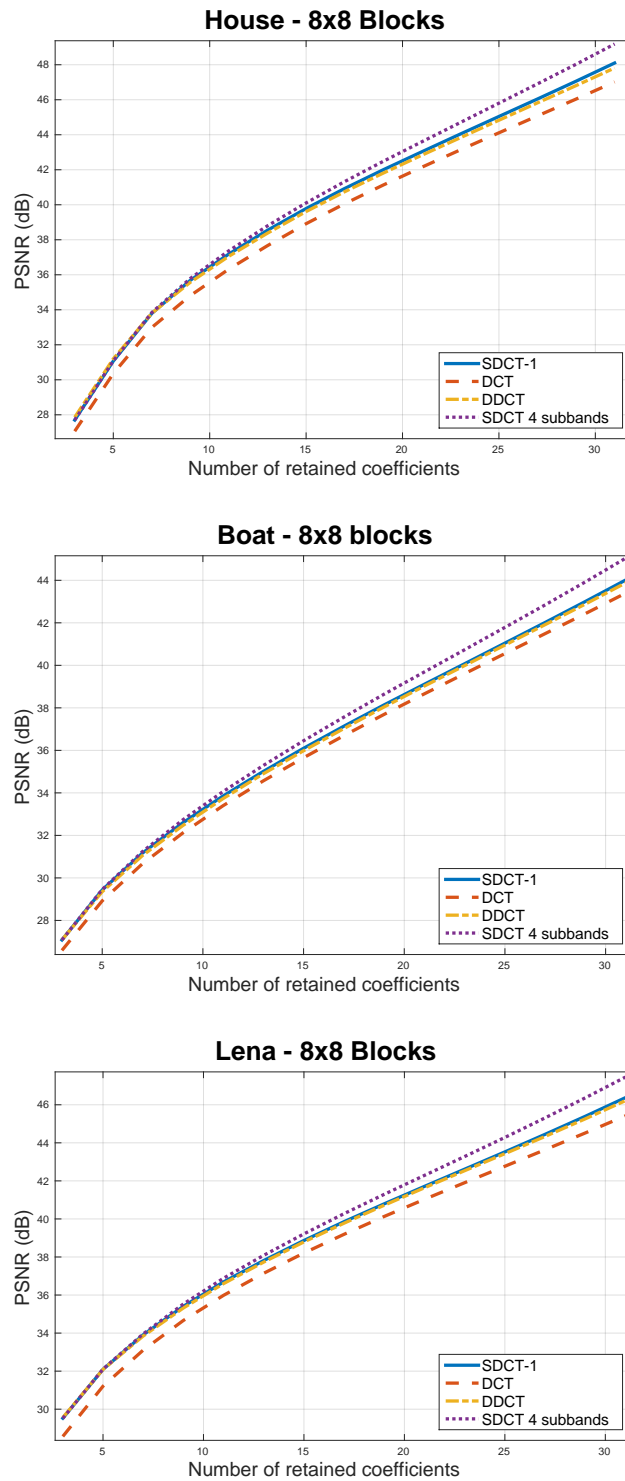 House - 8x8 Blocks
48
46
44
42
40
38
36
34
32
30
28
PSNR (dB)
5 10 15 20 25 30
Number of retained coefficients
SDCT-1
DCT
DDCT
SDCT 4 subbands
Boat - 8x8 blocks
44
42
40
38
36
34
32
30
28
PSNR (dB)
5 10 15 20 25 30
Number of retained coefficients
SDCT-1
DCT
DDCT
SDCT 4 subbands
Lena - 8x8 Blocks
46
44
42
40
38
36
34
32
30
PSNR (dB)
5 10 15 20 25 30
Number of retained coefficients
SDCT-1
DCT
DDCT
SDCT 4 subbands